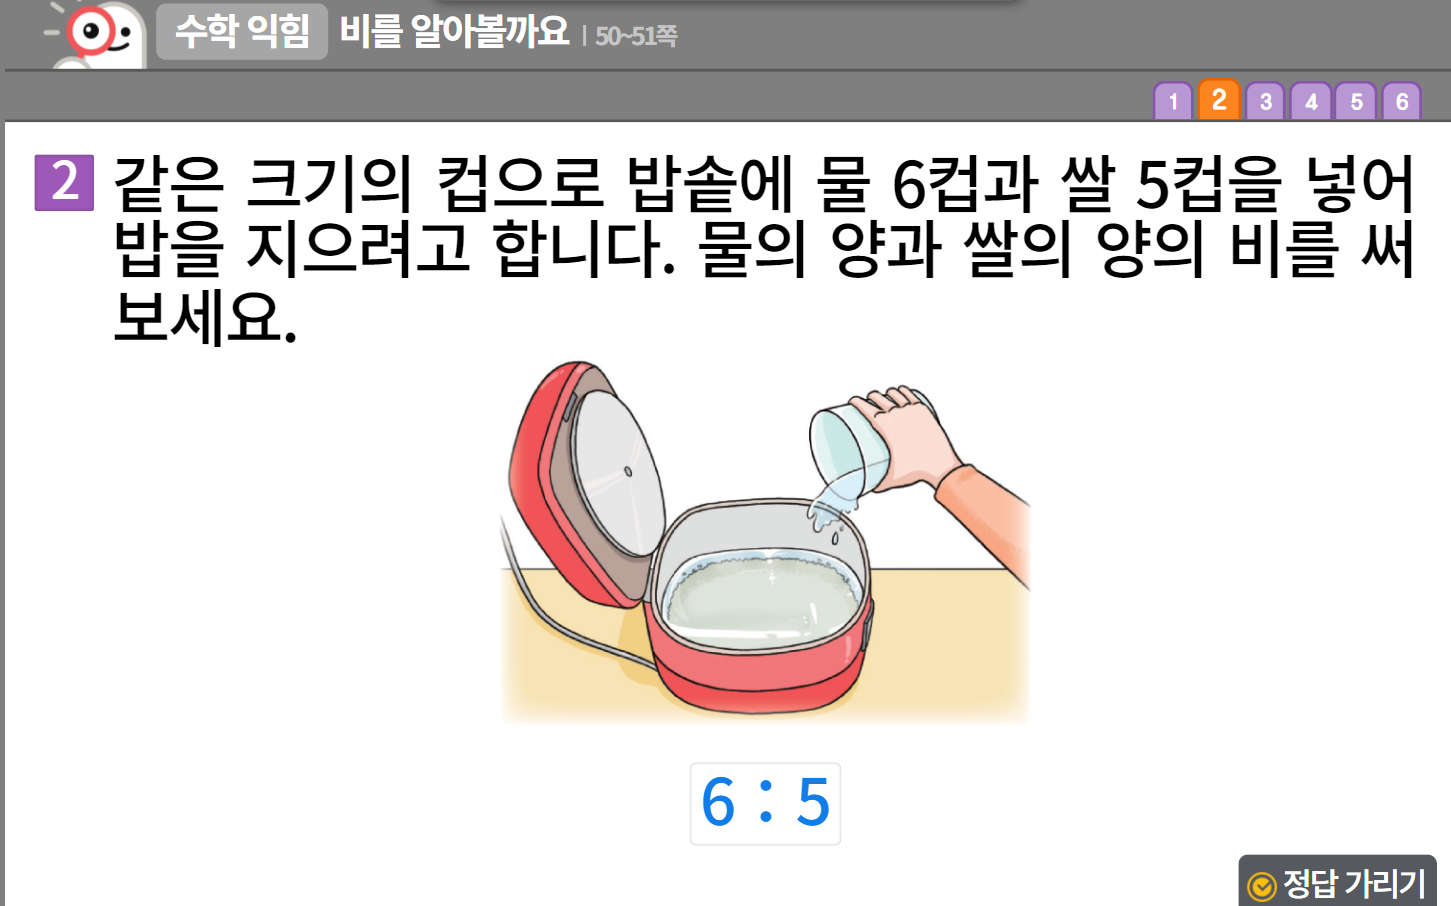 수학 익힘 비를 알아볼까요 | 50~51쪽
1 2 3 4 5 6
2 같은 크기의 컵으로 밥솥에 물 6컵과 쌀 5컵을 넣어
밥을 지으려고 합니다. 물의 양과 쌀의 양의 비를 써
보세요.
6 : 5
정답 가리기